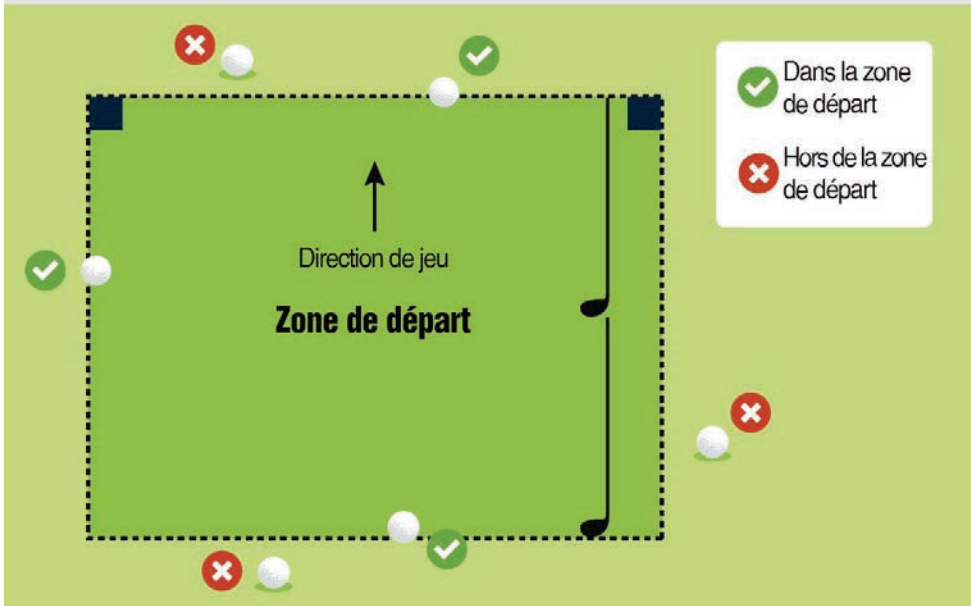 Dans la zone
de départ
Hors de la zone
de départ
Direction de jeu
Zone de départ